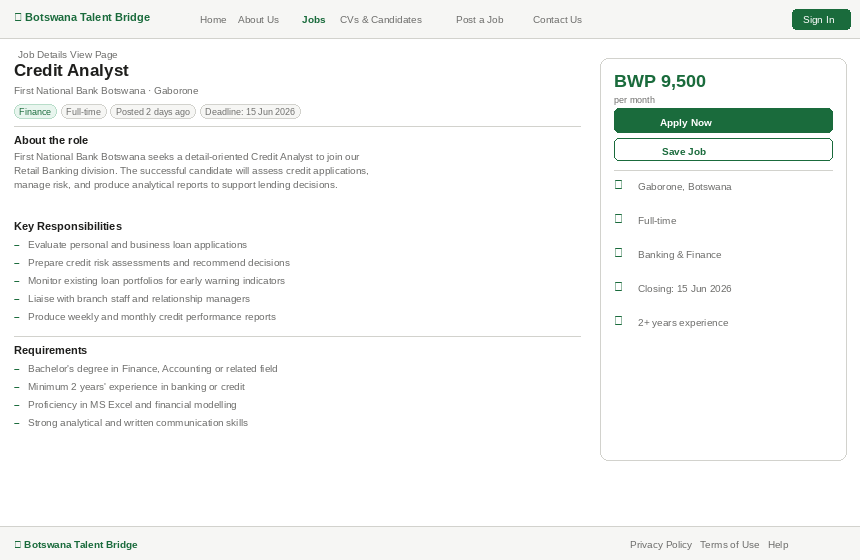 Botswana Talent Bridge
Home About Us Jobs CVs & Candidates Post a Job Contact Us
Sign In
Job Details View Page
Credit Analyst
First National Bank Botswana · Gaborone
Finance Full-time Posted 2 days ago Deadline: 15 Jun 2026
About the role
First National Bank Botswana seeks a detail-oriented Credit Analyst to join our
Retail Banking division. The successful candidate will assess credit applications,
manage risk, and produce analytical reports to support lending decisions.
Key Responsibilities
– Evaluate personal and business loan applications
– Prepare credit risk assessments and recommend decisions
– Monitor existing loan portfolios for early warning indicators
– Liaise with branch staff and relationship managers
– Produce weekly and monthly credit performance reports
Requirements
– Bachelor's degree in Finance, Accounting or related field
– Minimum 2 years' experience in banking or credit
– Proficiency in MS Excel and financial modelling
– Strong analytical and written communication skills
BWP 9,500
per month
Apply Now
Save Job
Gaborone, Botswana
Full-time
Banking & Finance
Closing: 15 Jun 2026
2+ years experience
Botswana Talent Bridge
Privacy Policy Terms of Use Help